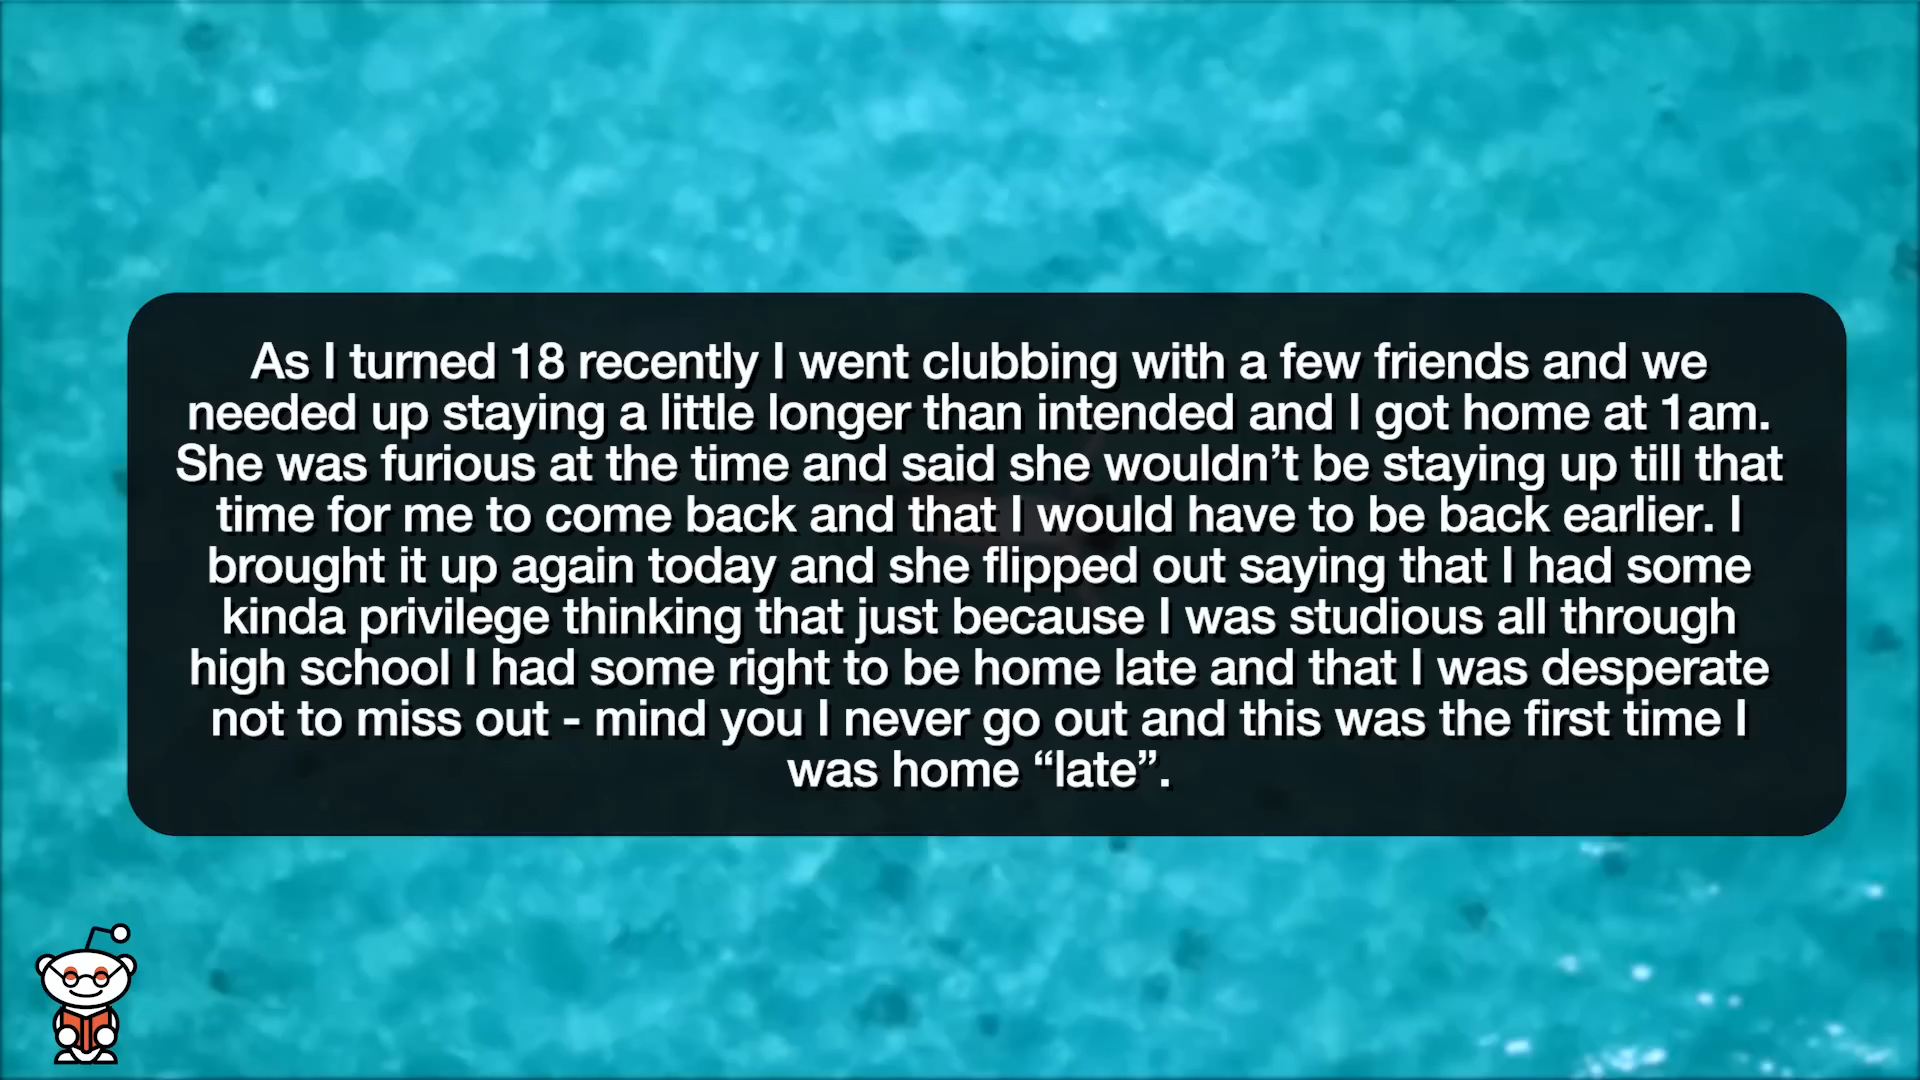 As I turned 18 recently I went clubbing with a few friends and we
needed up staying a little longer than intended and I got home at 1am.
She was furious at the time and said she wouldn’t be staying up till that
time for me to come back and that I would have to be back earlier. I
brought it up again today and she flipped out saying that I had some
kinda privilege thinking that just because I was studious all through
high school I had some right to be home late and that I was desperate
not to miss out - mind you I never go out and this was the first time I
was home “late”.